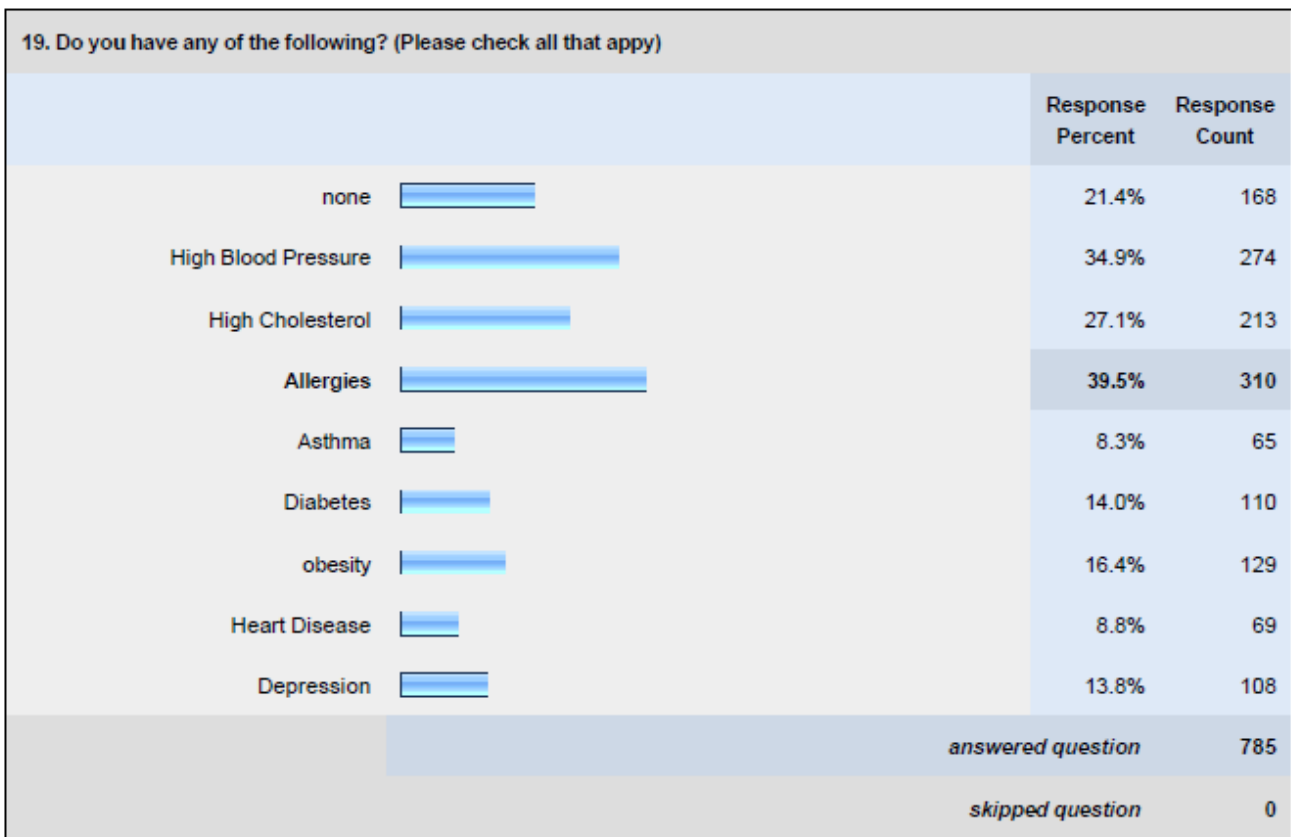 19. Do you have any of the following? (Please check all that appy)
Response Percent Response Count
none 21.4% 168
High Blood Pressure 34.9% 274
High Cholesterol 27.1% 213
Allergies 39.5% 310
Asthma 8.3% 65
Diabetes 14.0% 110
obesity 16.4% 129
Heart Disease 8.8% 69
Depression 13.8% 108
answered question 785
skipped question 0